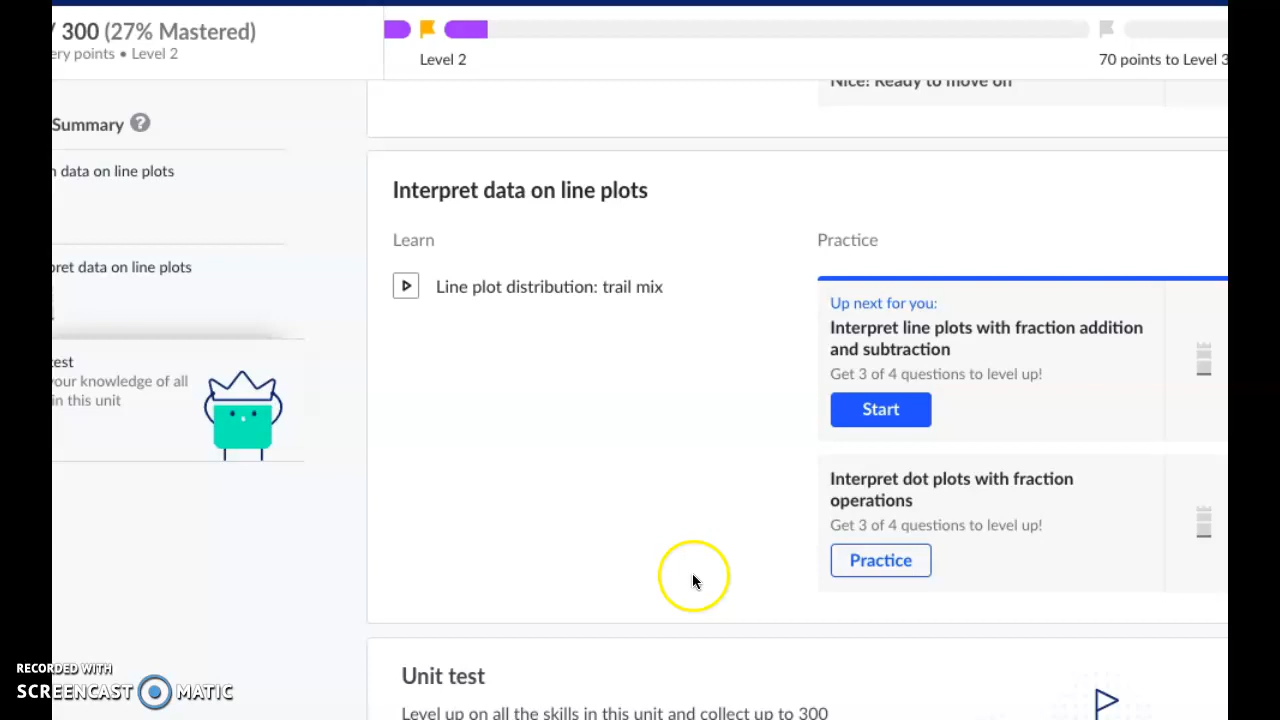 / 300 (27% Mastered)
ery points • Level 2
Level 2
70 points to Level 3
Summary ?
n data on line plots
pret data on line plots
test
your knowledge of all
in this unit
Nice! Ready to move on
Interpret data on line plots
Learn
Line plot distribution: trail mix
Practice
Up next for you:
Interpret line plots with fraction addition
and subtraction
Get 3 of 4 questions to level up!
Start
Interpret dot plots with fraction
operations
Get 3 of 4 questions to level up!
Practice
Unit test
Level up on all the skills in this unit and collect up to 300
RECORDED WITH
SCREENCAST MATIC